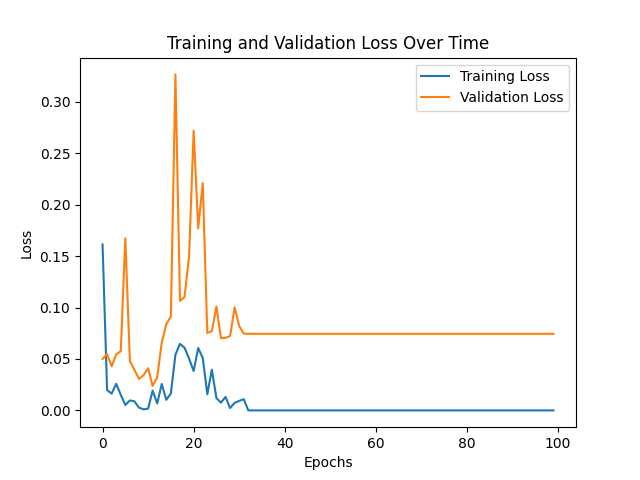 Training and Validation Loss Over Time
Training Loss
Validation Loss
0.30
0.25
0.20
0.15
0.10
0.05
0.00
Loss
0 20 40 60 80 100
Epochs